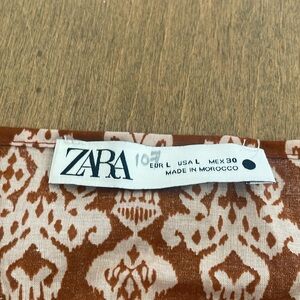 ZARA
107
EUR L USA L MEX 30
MADE IN MOROCCO